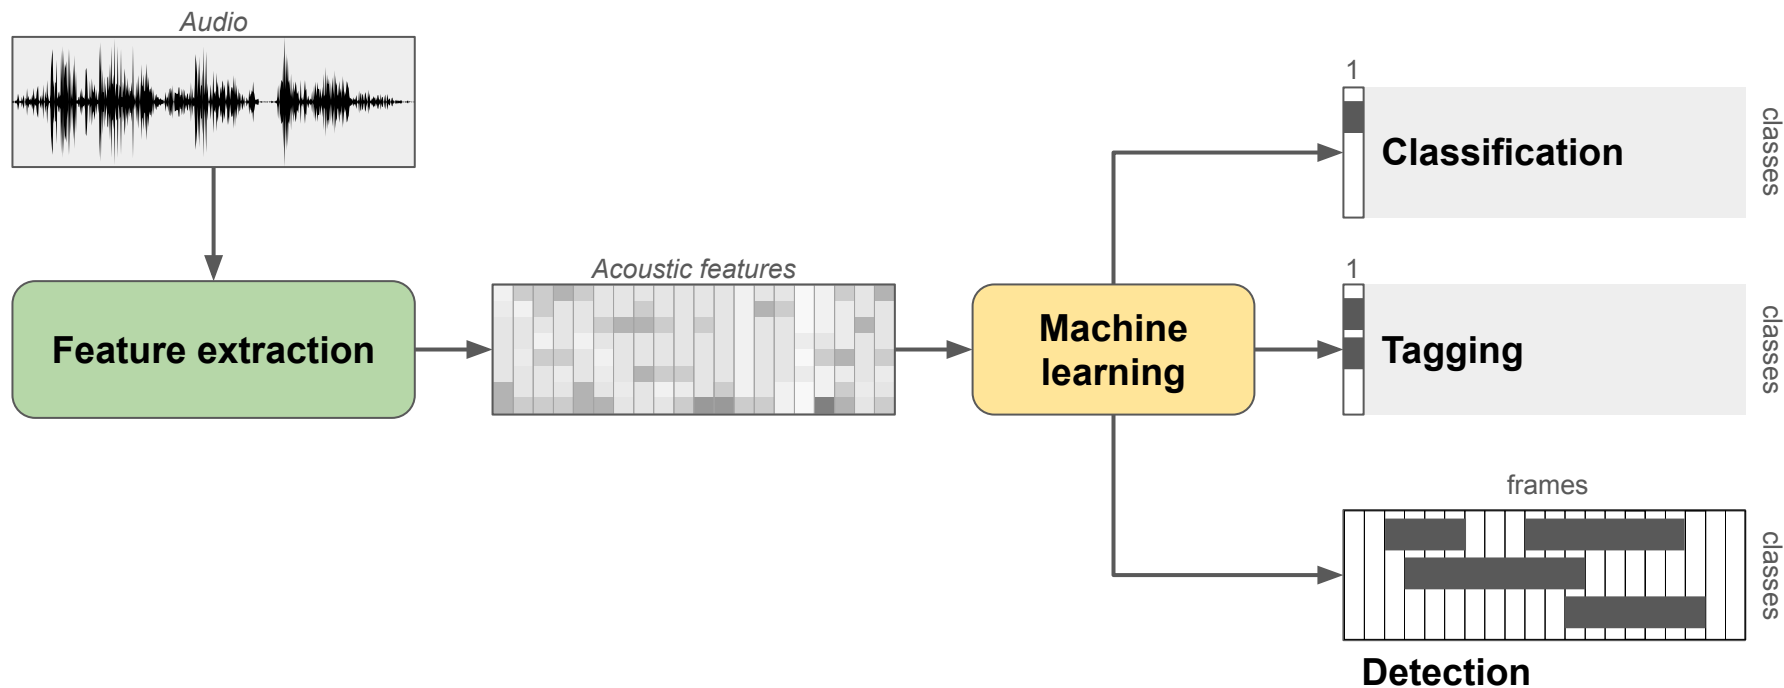 Audio
Feature extraction
Acoustic features
Machine
learning
1
Classification
classes
1
Tagging
classes
frames
classes
Detection